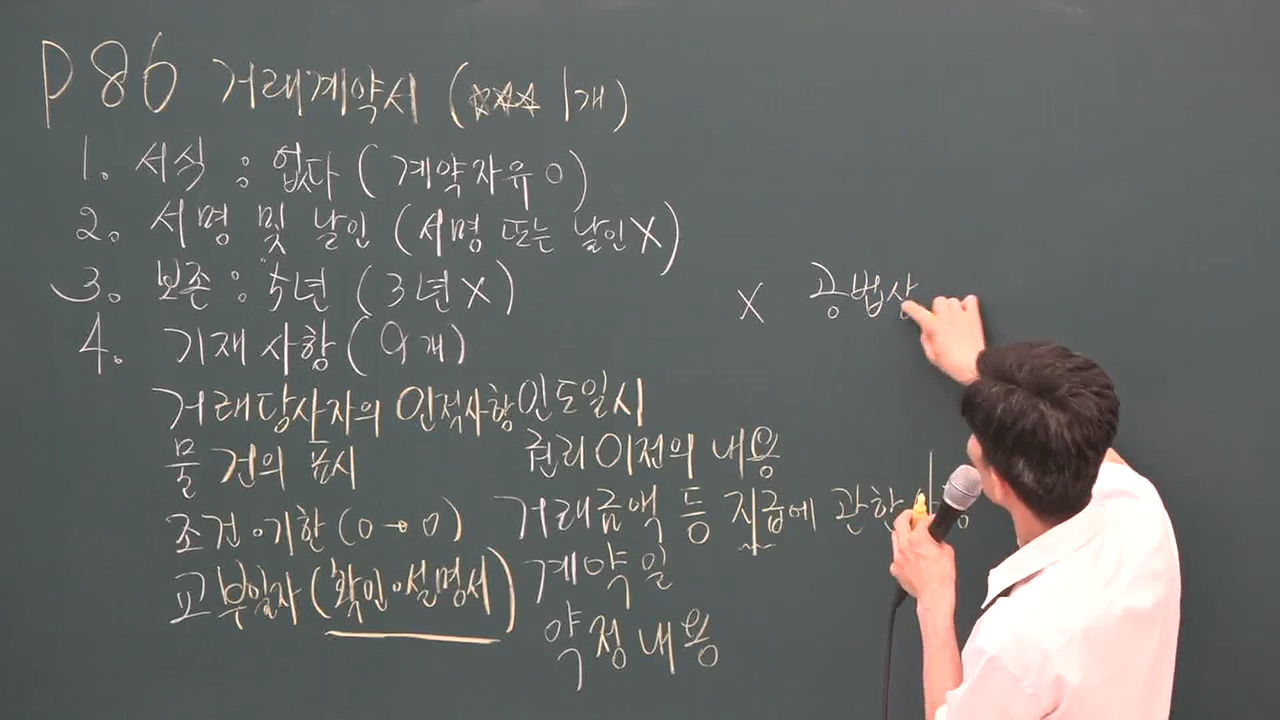 P86 거래계약서 (☆☆☆ 1개)
1. 서식 : 없다 (계약자유 O)
2. 서명 및 날인 (서명 또는 날인 X)
3. 보존 : 5년 (3년 X)
4. 기재사항 (9개)
거래당사자의 인적사항
물건의 표시
조건·기한 (0→0)
교부일자 (확인·설명서)
인도일시
권리이전의 내용
거래금액 등 지급에 관한
계약일
약정내용
X 공법상